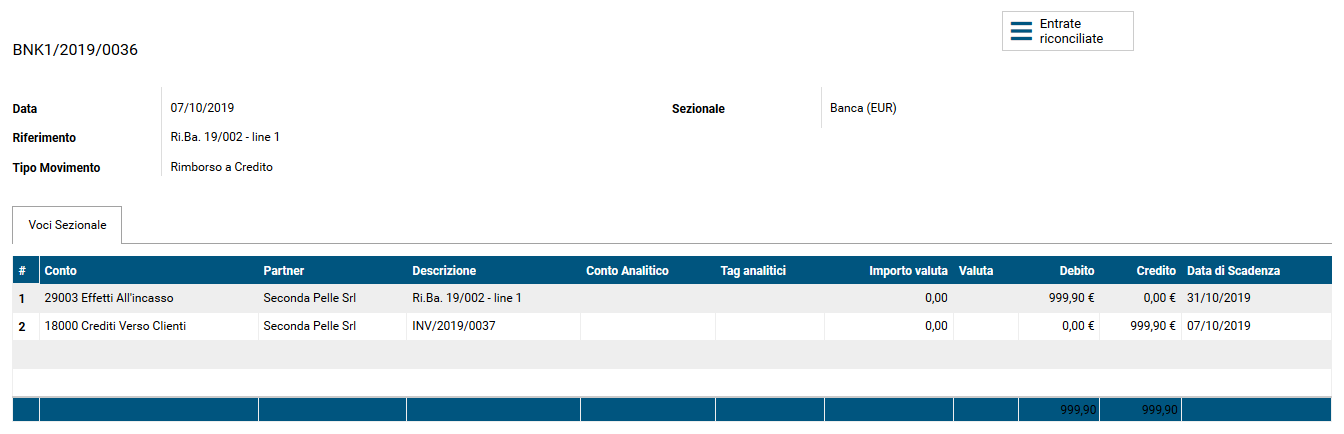 Entrate
riconciliate
BNK1/2019/0036
Data 07/10/2019 Sezionale Banca (EUR)
Riferimento Ri.Ba. 19/002 - line 1
Tipo Movimento Rimborso a Credito
Voci Sezionale
# Conto Partner Descrizione Conto Analitico Tag analitici Importo valuta Valuta Debito Credito Data di Scadenza
1 29003 Effetti All'incasso Seconda Pelle Srl Ri.Ba. 19/002 - line 1 0,00 999,90 € 0,00 € 31/10/2019
2 18000 Crediti Verso Clienti Seconda Pelle Srl INV/2019/0037 0,00 0,00 € 999,90 € 07/10/2019
999,90 999,90